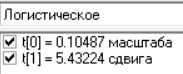 Логистическое
t[0] = 0.10487 масштаба
t[1] = 5.43224 сдвига